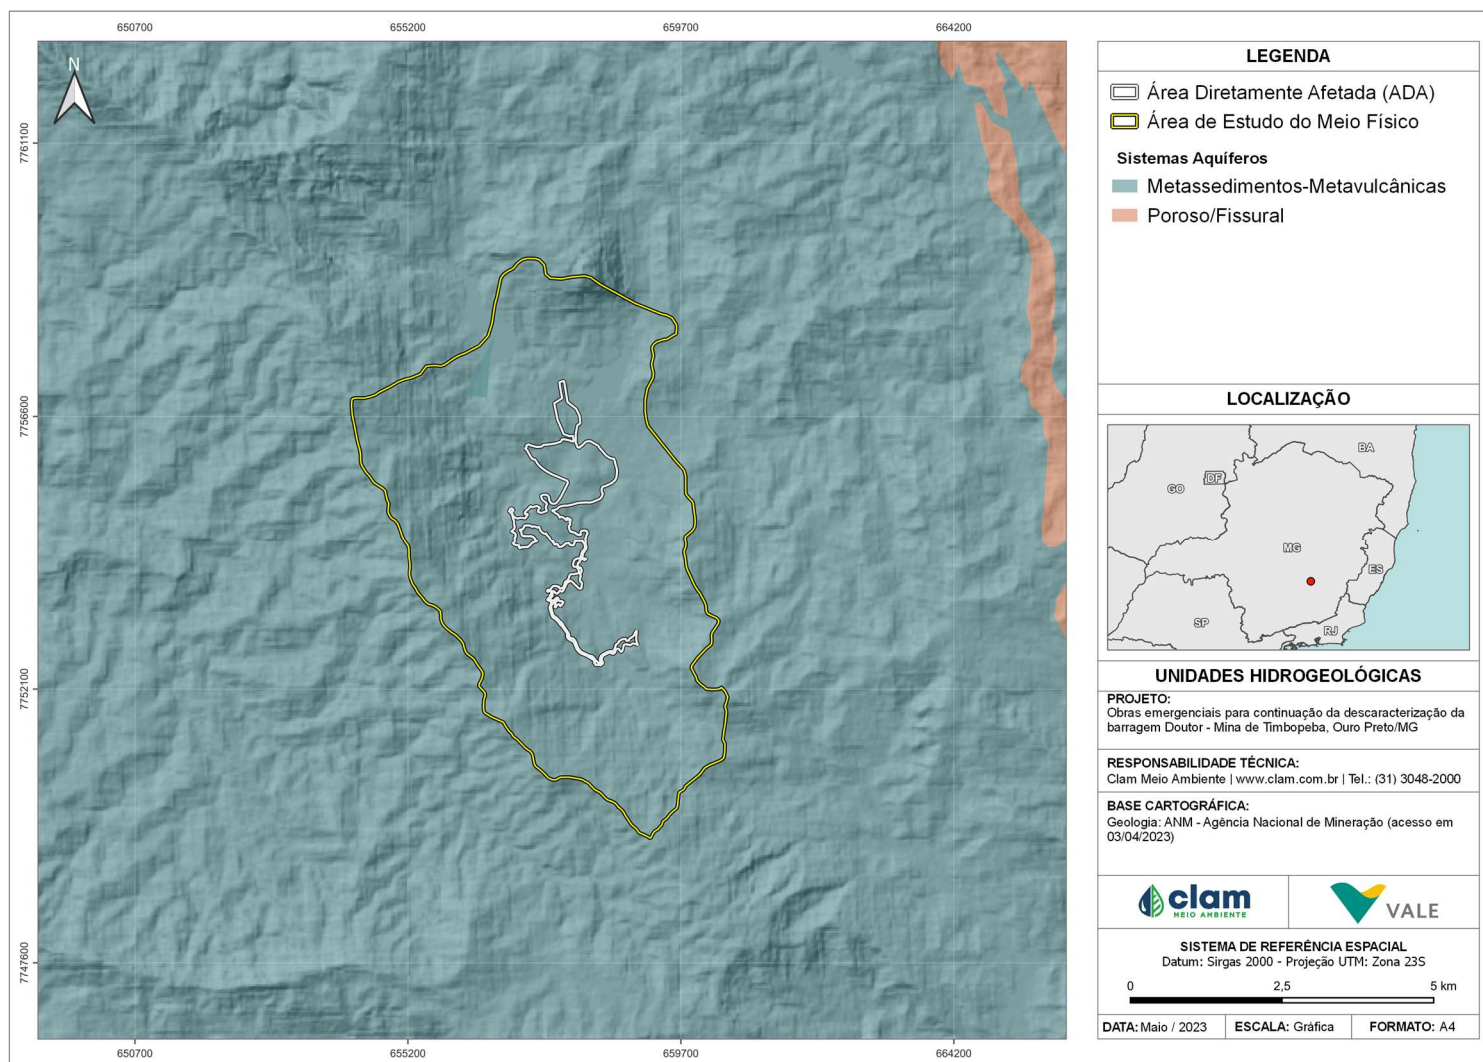 650700
655200
659700
664200
N
7761100
7756600
7752100
7747600
650700
655200
659700
664200
LEGENDA
Área Diretamente Afetada (ADA)
Área de Estudo do Meio Físico
Sistemas Aquíferos
Metassedimentos-Metavulcânicas
Poroso/Fissural
LOCALIZAÇÃO
BA
GO
DF
MG
ES
SP
RJ
UNIDADES HIDROGEOLÓGICAS
PROJETO:
Obras emergenciais para continuação da descaracterização da
barragem Doutor - Mina de Timbopeba, Ouro Preto/MG
RESPONSABILIDADE TÉCNICA:
Clam Meio Ambiente | www.clam.com.br | Tel.: (31) 3048-2000
BASE CARTOGRÁFICA:
Geologia: ANM - Agência Nacional de Mineração (acesso em
03/04/2023)
clam
MEIO AMBIENTE
VALE
SISTEMA DE REFERÊNCIA ESPACIAL
Datum: Sirgas 2000 - Projeção UTM: Zona 23S
0 2,5 5 km
DATA: Maio / 2023 ESCALA: Gráfica FORMATO: A4